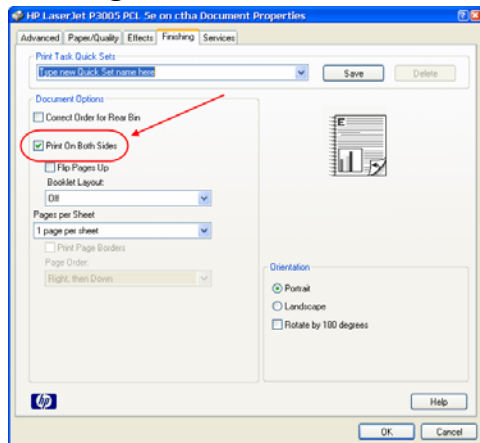 HP LaserJet P3005 PCL 5e on ctha Document Properties
Advanced Paper/Quality Effects Finishing Services
Print Task Quick Sets
Type new Quick Set name here Save Delete
Document Options
Correct Order for Rear Bin
Print On Both Sides
Flip Pages Up
Booklet Layout:
Off
Pages per Sheet
1 page per sheet
Print Page Borders
Page Order:
Right, then Down
E
Orientation
Portrait
Landscape
Rotate by 180 degrees
hp
Help
OK Cancel